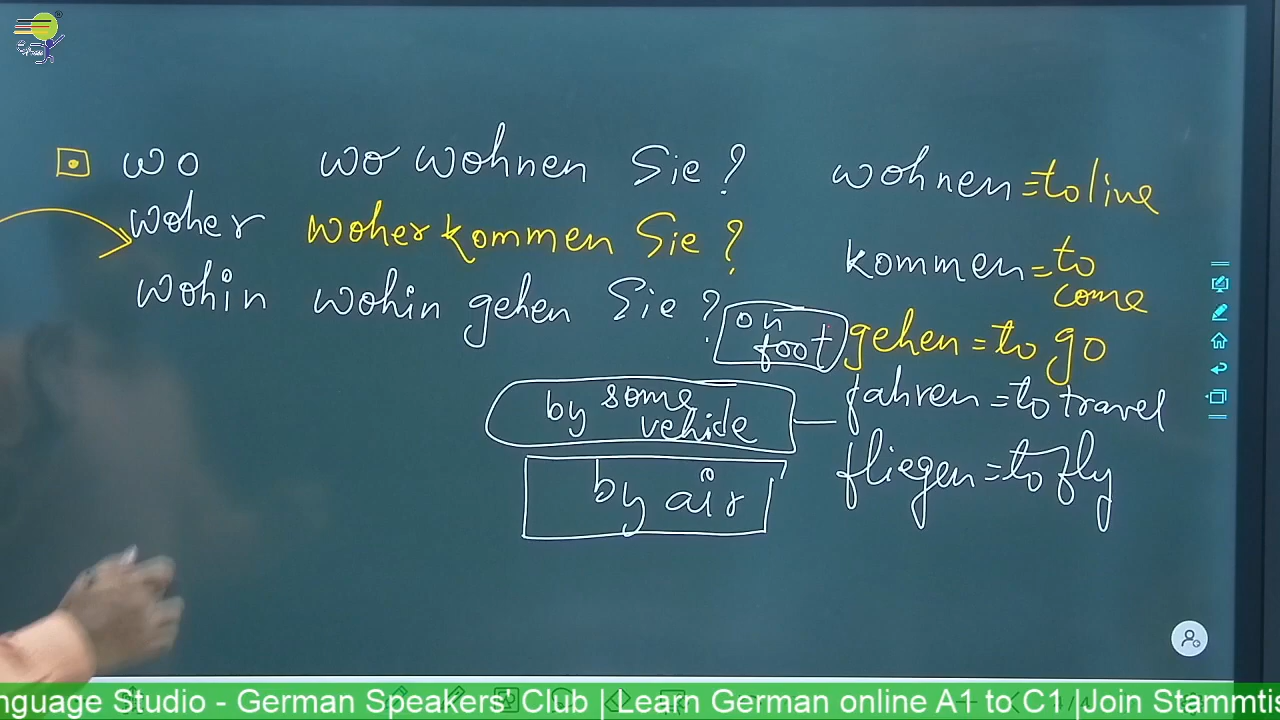 wo wo wohnen Sie? wohnen = to live
woher woher kommen Sie? kommen = to come
wohin wohin gehen Sie? on foot gehen = to go
by some vehicle fahren = to travel
by air fliegen = to fly
nguage Studio - German Speakers' Club | Learn German online A1 to C1 | Join Stammtis